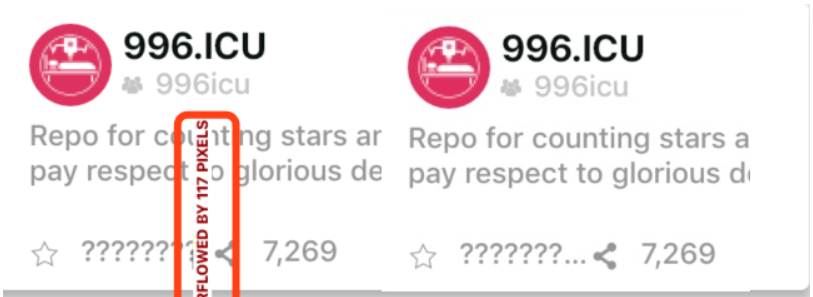 996.ICU
996icu
Repo for counting stars ar
pay respect to glorious de
RFLOWED BY 117 PIXELS
????????? 7,269
996.ICU
996icu
Repo for counting stars a
pay respect to glorious d
???????... 7,269